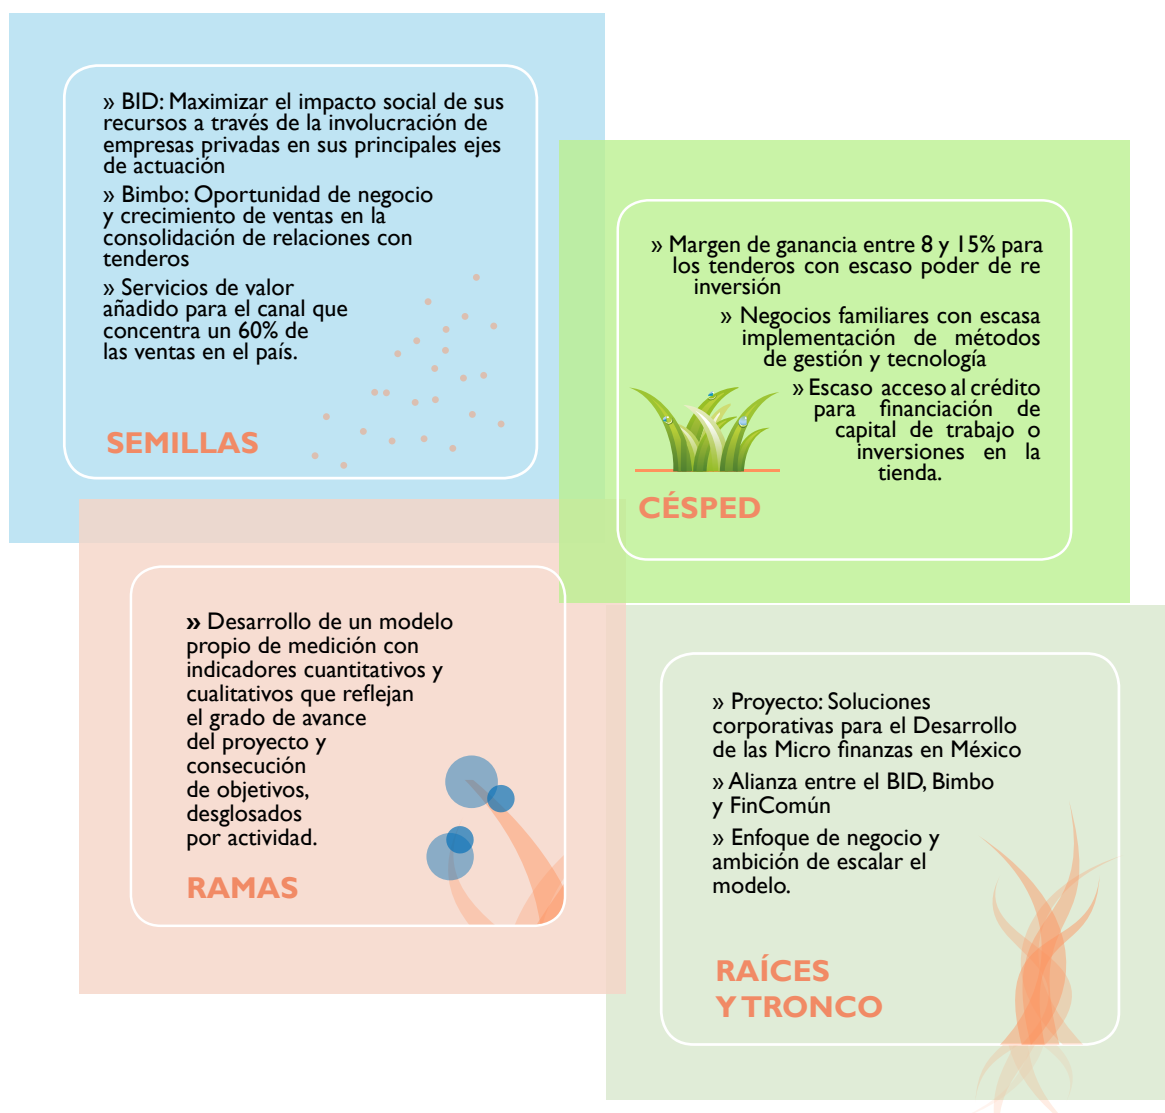 » BID: Maximizar el impacto social de sus
recursos a través de la involucración de
empresas privadas en sus principales ejes
de actuación
» Bimbo: Oportunidad de negocio
y crecimiento de ventas en la
consolidación de relaciones con
tenderos
» Servicios de valor
añadido para el canal que
concentra un 60% de
las ventas en el país.
SEMILLAS
» Margen de ganancia entre 8 y 15% para
los tenderos con escaso poder de re
inversión
» Negocios familiares con escasa
implementación de métodos
de gestión y tecnología
» Escaso acceso al crédito
para financiación de
capital de trabajo o
inversiones en la
tienda.
CÉSPED
» Desarrollo de un modelo
propio de medición con
indicadores cuantitativos y
cualitativos que reflejan
el grado de avance
del proyecto y
consecución
de objetivos,
desglosados
por actividad.
RAMAS
» Proyecto: Soluciones
corporativas para el Desarrollo
de las Micro finanzas en México
» Alianza entre el BID, Bimbo
y FinComún
» Enfoque de negocio y
ambición de escalar el
modelo.
RAÍCES
Y TRONCO